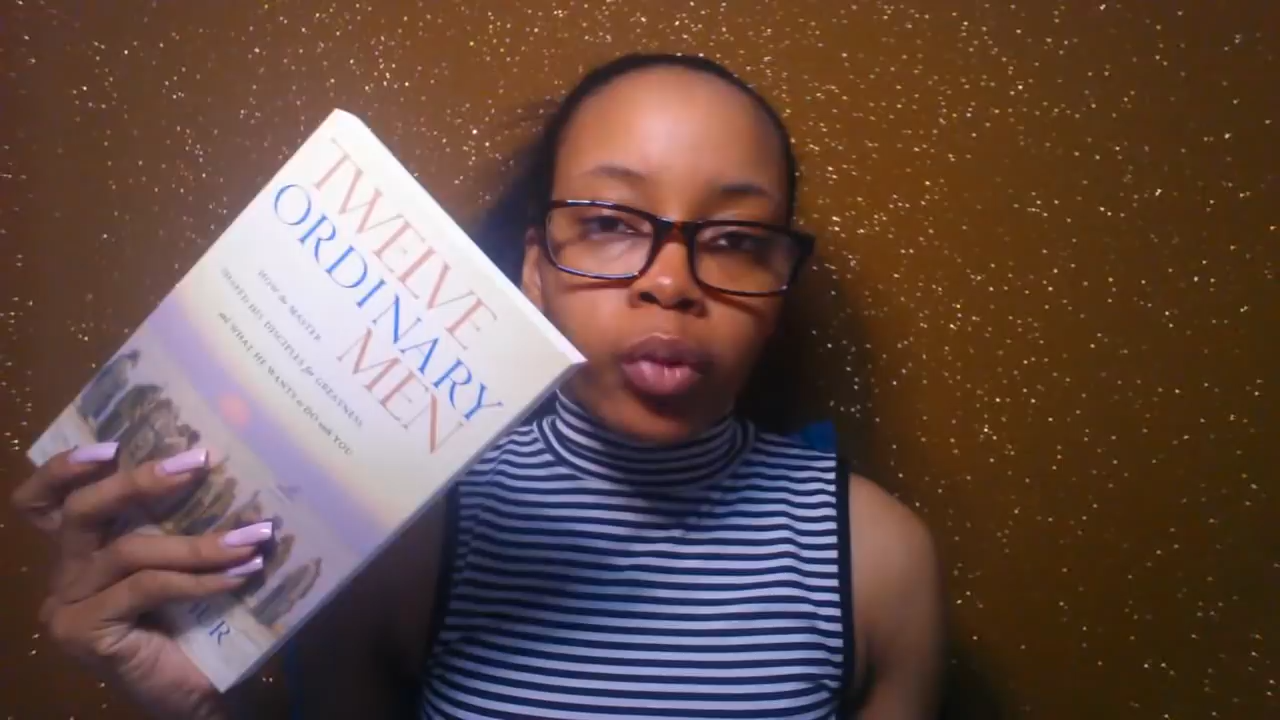 TWELVE
ORDINARY
MEN
HOW the MASTER
SHAPED HIS DISCIPLES for GREATNESS,
and WHAT HE WANTS to DO with YOU